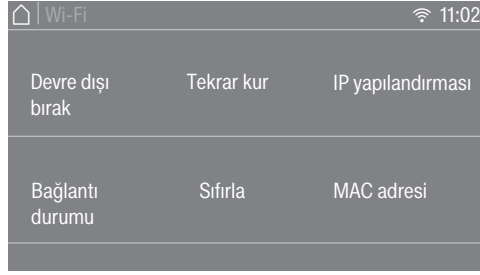 Wi-Fi 11:02
Devre dışı Tekrar kur IP yapılandırması
bırak
Bağlantı Sıfırla MAC adresi
durumu